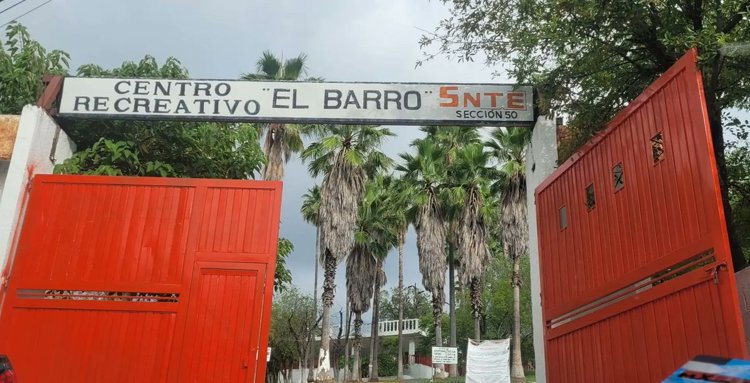 CENTRO
RECREATIVO "EL BARRO" SNTE
SECCIÓN 50